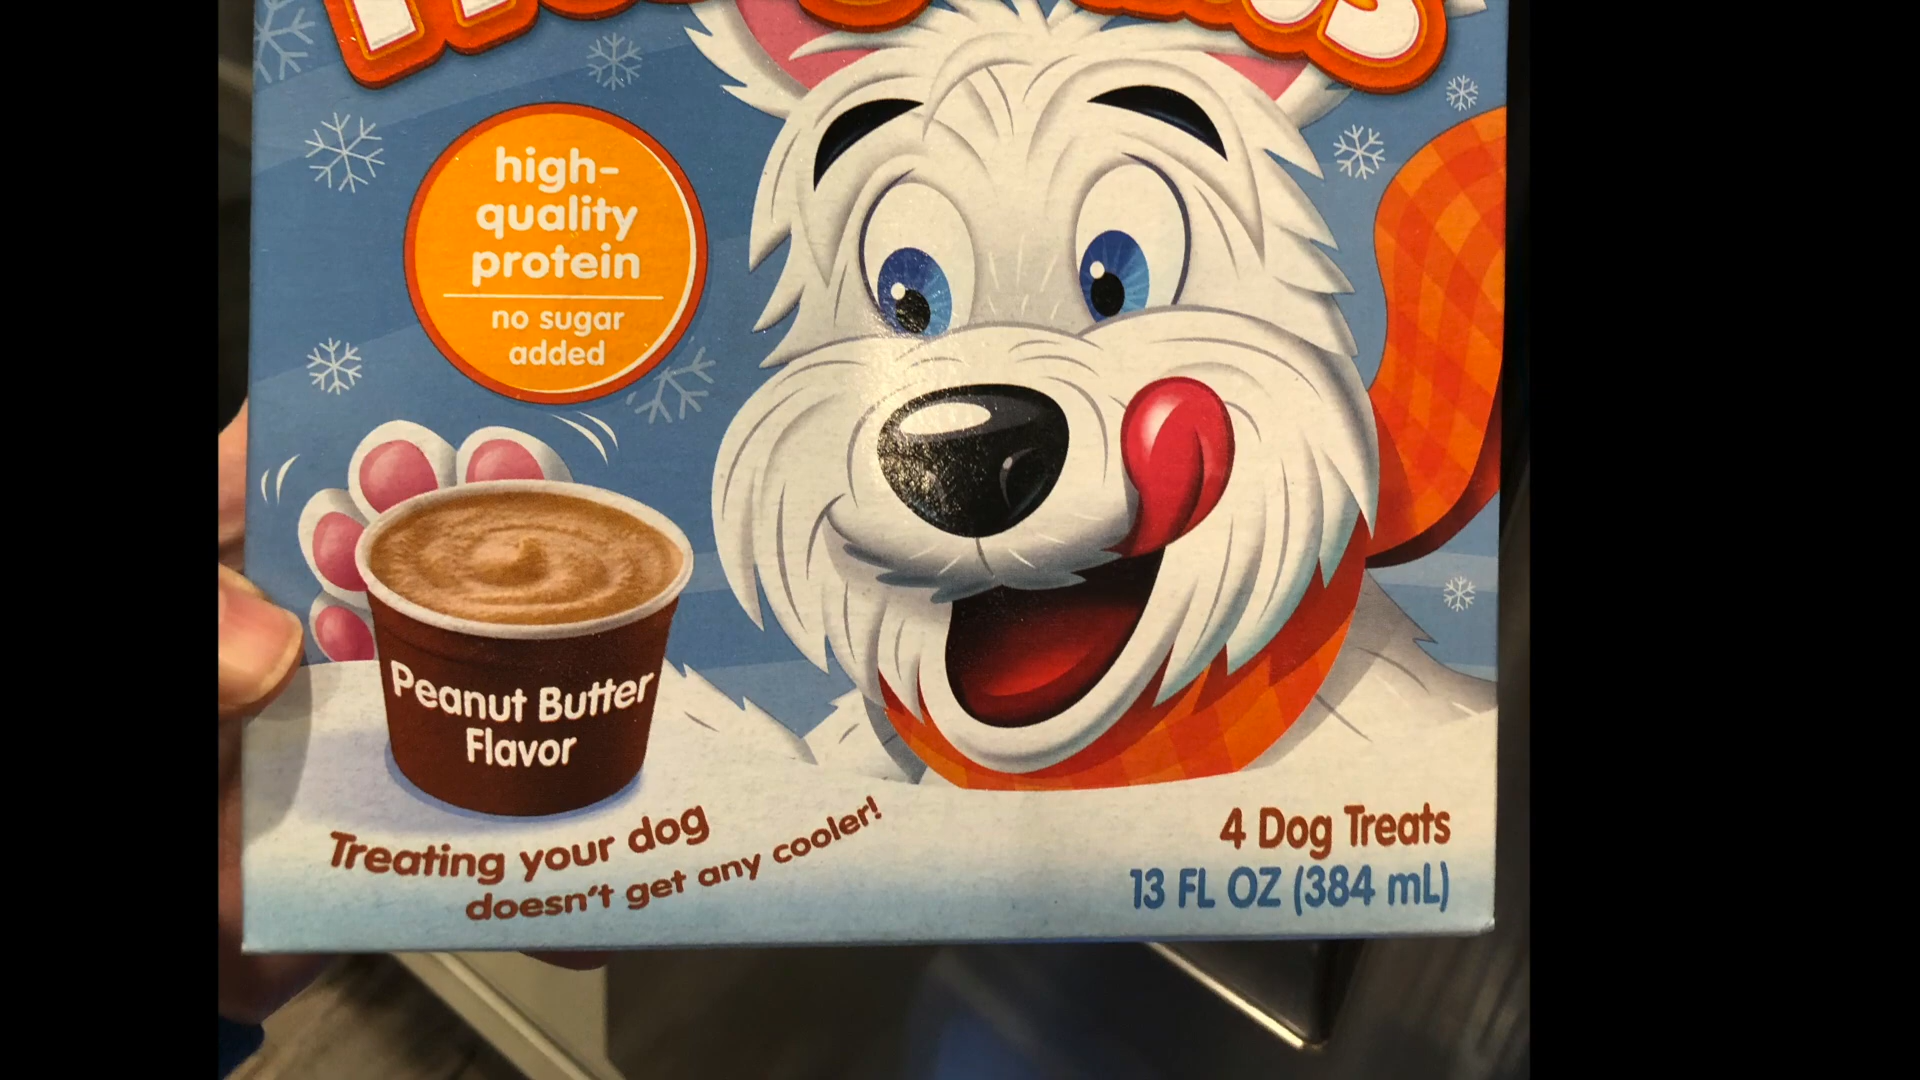 high-
quality
protein
no sugar
added
Peanut Butter
Flavor
Treating your dog
doesn't get any cooler!
4 Dog Treats
13 FL OZ (384 mL)